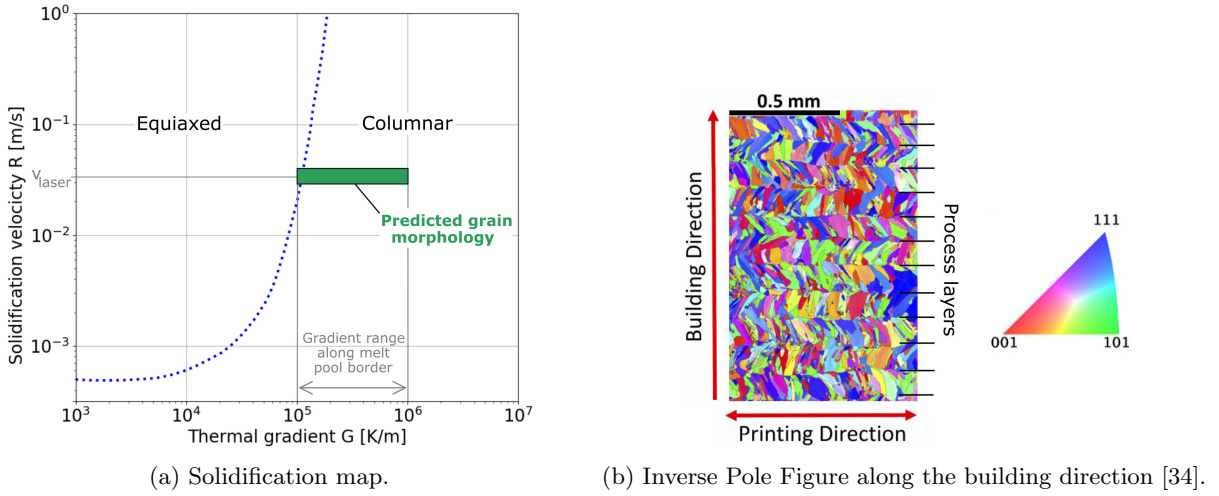 10^0
10^-1
10^-2
10^-3
Solidification velocicty R [m/s]
V_laser
Equiaxed
Columnar
Predicted grain
morphology
Gradient range
along melt
pool border
10^3 10^4 10^5 10^6 10^7
Thermal gradient G [K/m]
(a) Solidification map.
0.5 mm
Building Direction
Process layers
Printing Direction
111
001
101
(b) Inverse Pole Figure along the building direction [34].